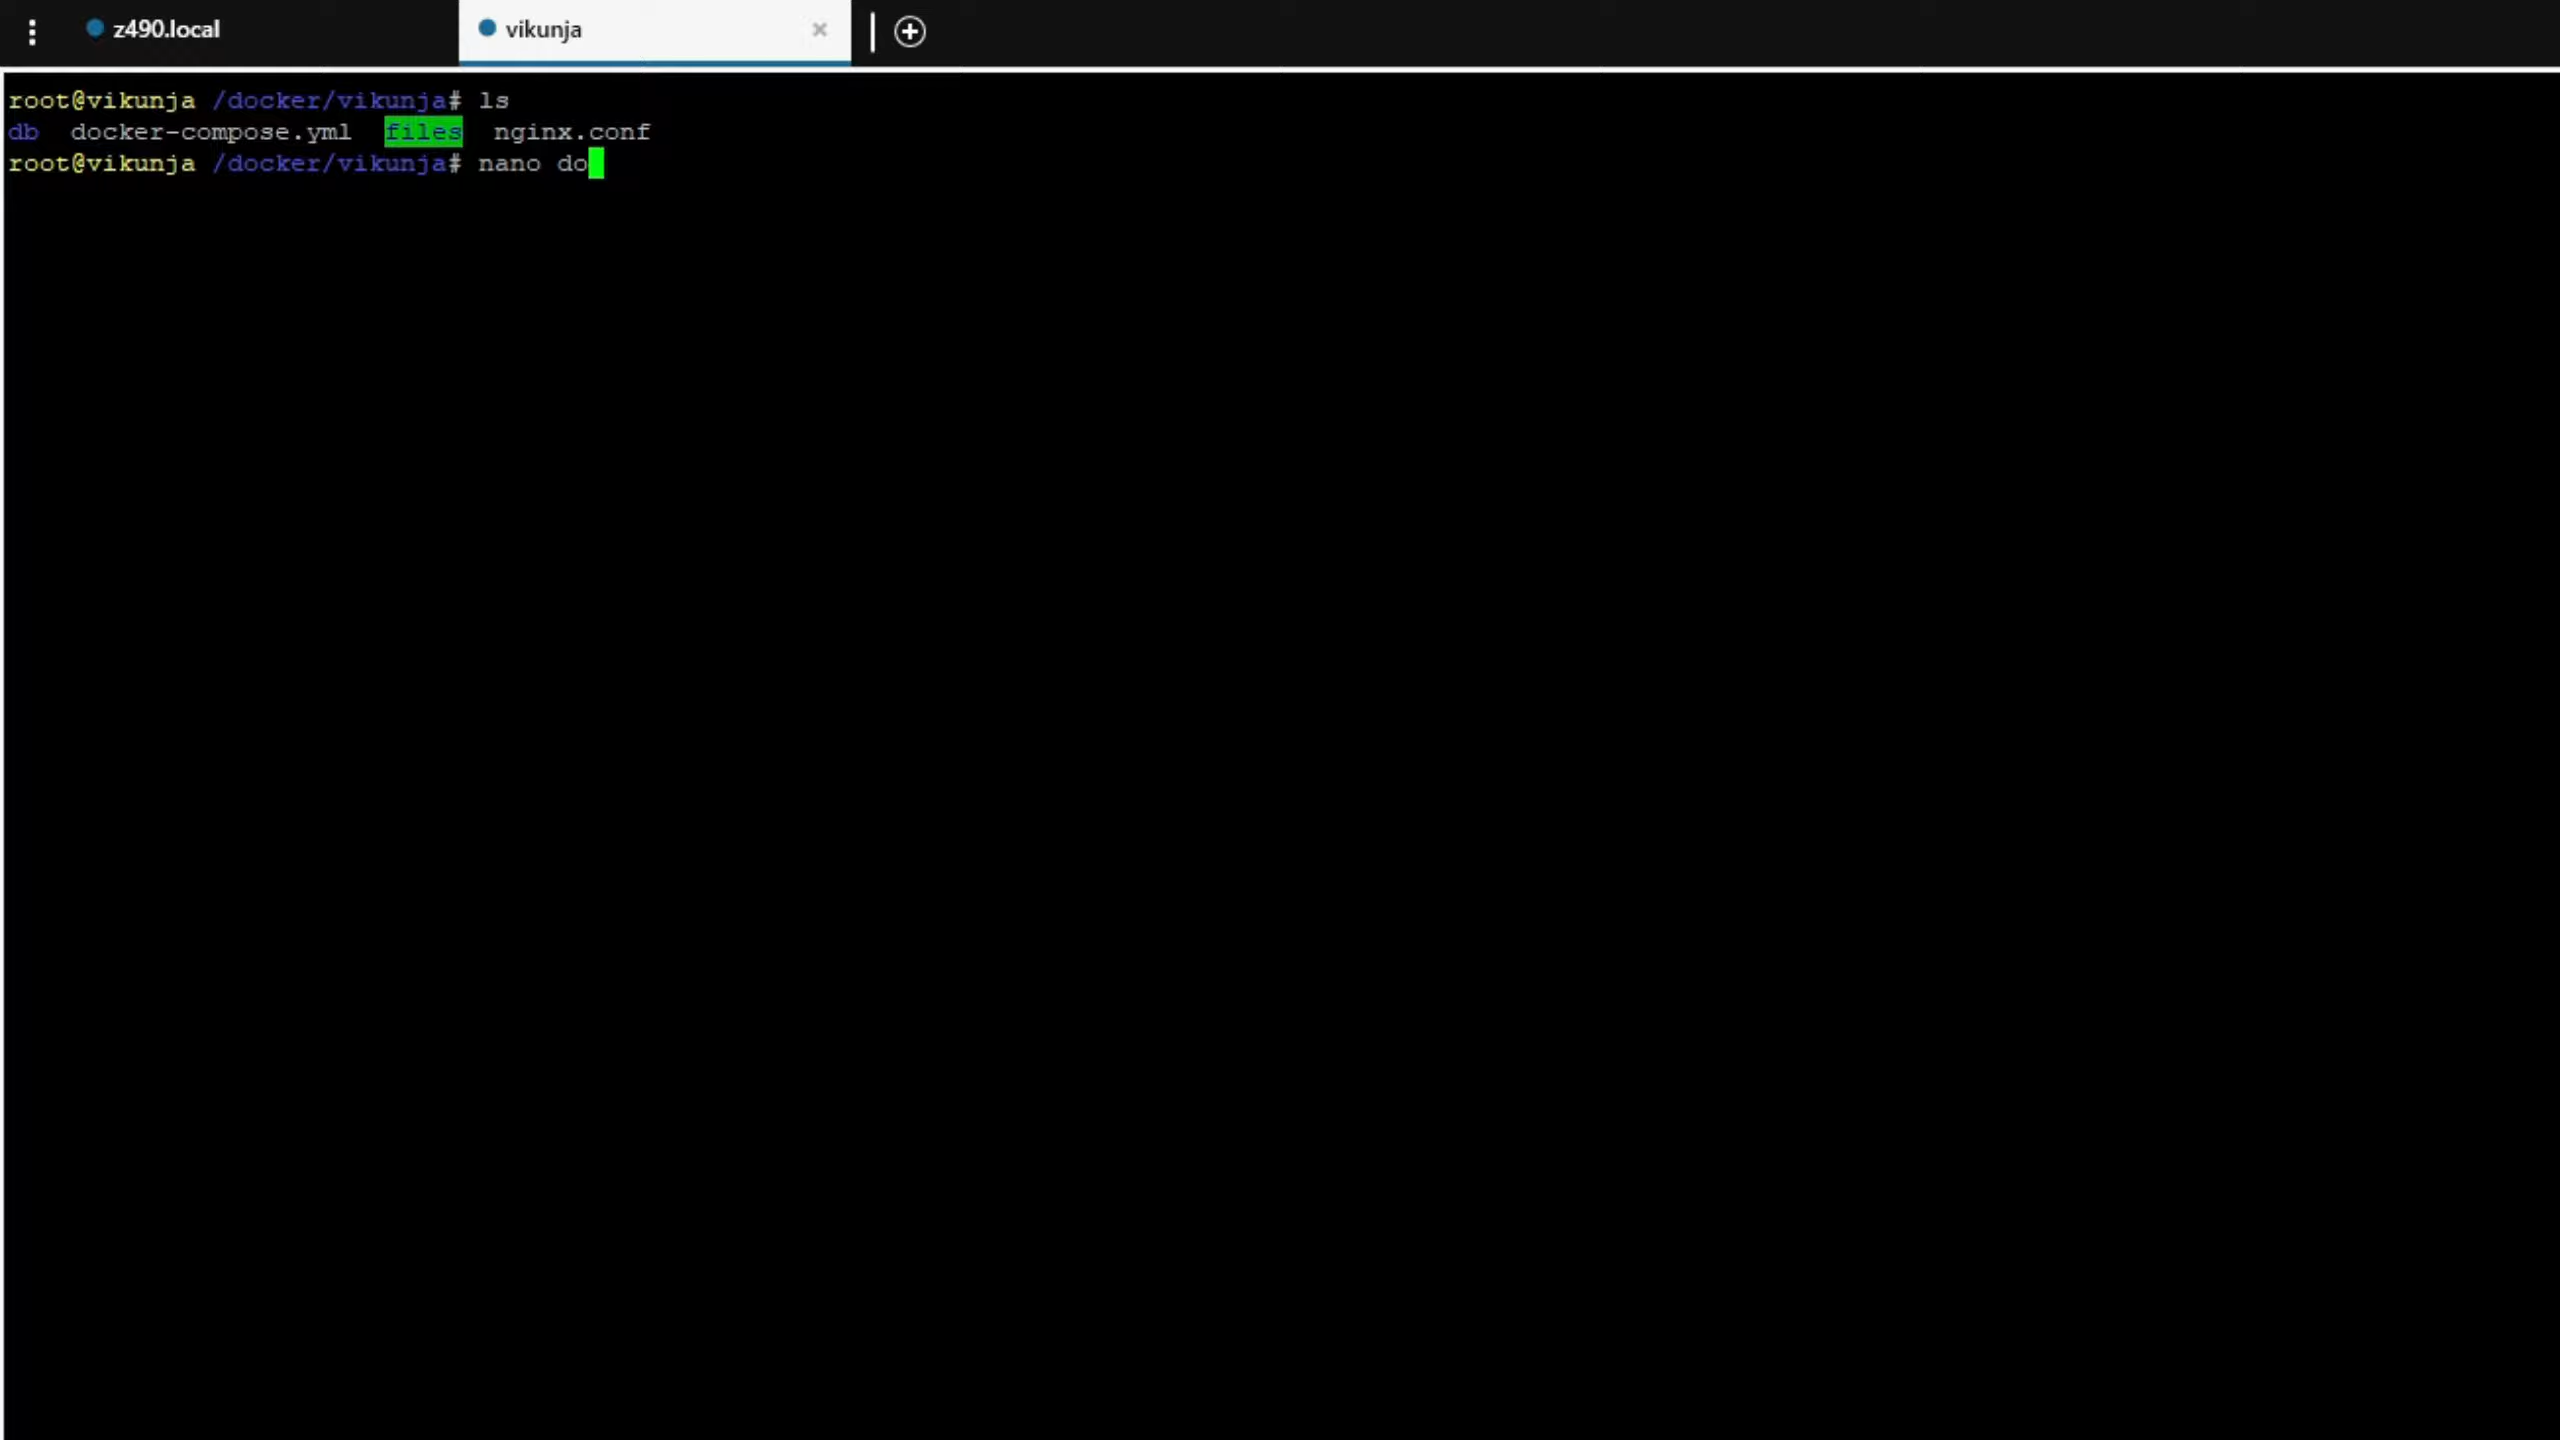 z490.local
vikunja
root@vikunja /docker/vikunja# ls
db docker-compose.yml files nginx.conf
root@vikunja /docker/vikunja# nano do